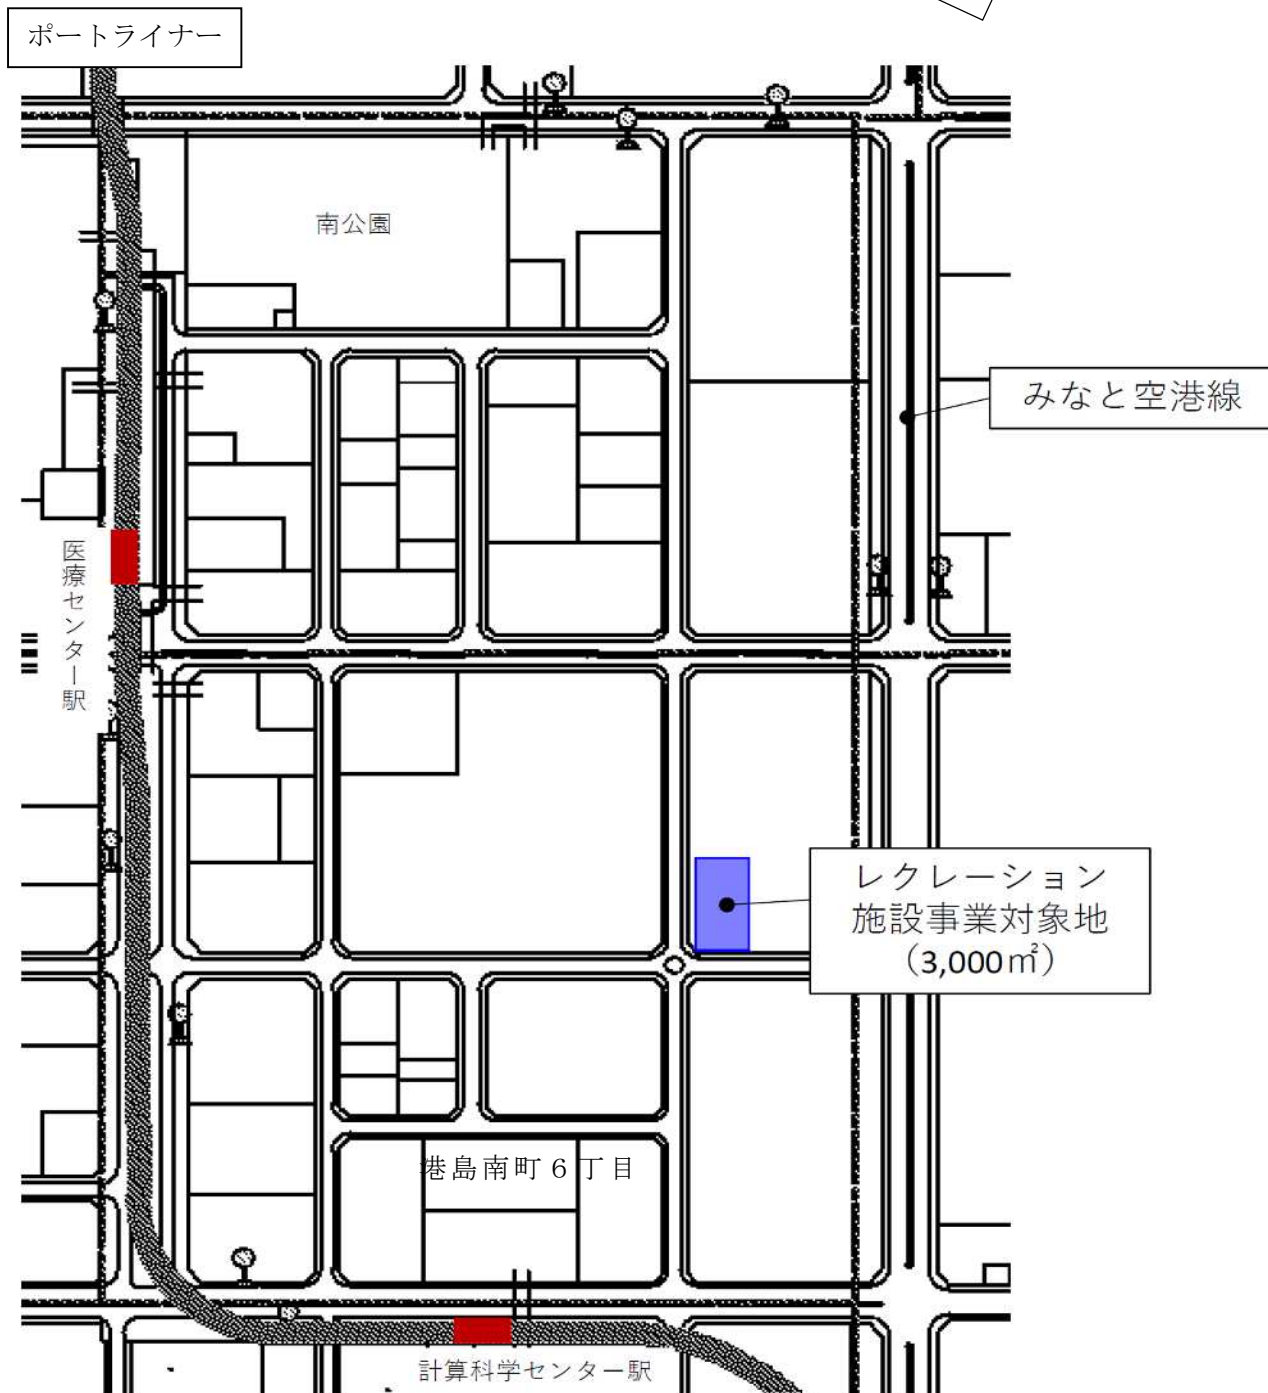 ポートライナー
南公園
みなと空港線
医療センター駅
レクレーション
施設事業対象地
（3,000㎡）
港島南町６丁目
計算科学センター駅